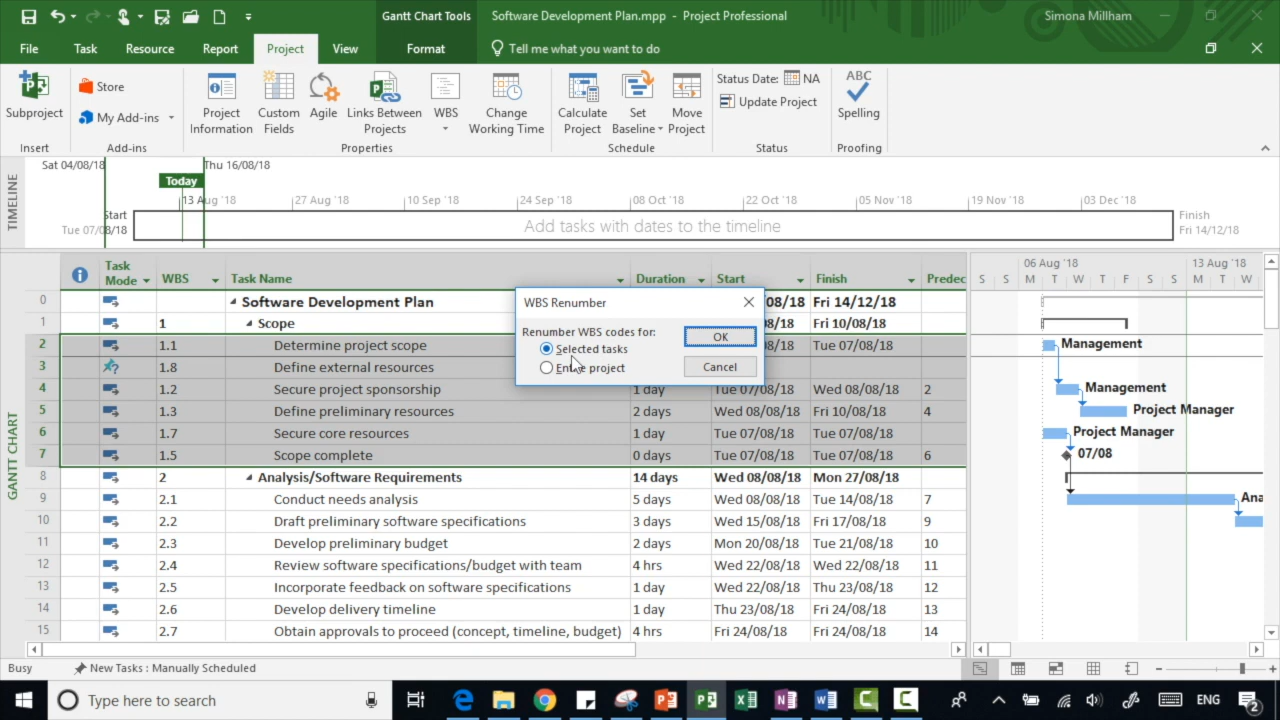 Gantt Chart Tools
Software Development Plan.mpp - Project Professional
Simona Millham
File Task Resource Report Project View Format Tell me what you want to do
Subproject
Store
My Add-ins
Project Information
Custom Fields
Agile
Links Between Projects
WBS
Change Working Time
Calculate Project
Set Baseline
Move Project
Status Date: NA
Update Project
ABC
Spelling
Insert Add-ins Properties Schedule Status Proofing
TIMELINE
Sat 04/08/18 Thu 16/08/18
Today
13 Aug '18 27 Aug '18 10 Sep '18 24 Sep '18 08 Oct '18 22 Oct '18 05 Nov '18 19 Nov '18 03 Dec '18
Start
Tue 07/08/18
Add tasks with dates to the timeline
Finish
Fri 14/12/18
GANTT CHART
Task Mode WBS Task Name Duration Start Finish Predec
0 Software Development Plan 08/18 Fri 14/12/18
1 1 Scope 8/18 Fri 10/08/18
2 1.1 Determine project scope 8/18 Tue 07/08/18
3 1.8 Define external resources
4 1.2 Secure project sponsorship 1 day Tue 07/08/18 Wed 08/08/18 2
5 1.3 Define preliminary resources 2 days Wed 08/08/18 Fri 10/08/18 4
6 1.7 Secure core resources 1 day Tue 07/08/18 Tue 07/08/18
7 1.5 Scope complete 0 days Tue 07/08/18 Tue 07/08/18 6
8 2 Analysis/Software Requirements 14 days Wed 08/08/18 Mon 27/08/18
9 2.1 Conduct needs analysis 5 days Wed 08/08/18 Tue 14/08/18 7
10 2.2 Draft preliminary software specifications 3 days Wed 15/08/18 Fri 17/08/18 9
11 2.3 Develop preliminary budget 2 days Mon 20/08/18 Tue 21/08/18 10
12 2.4 Review software specifications/budget with team 4 hrs Wed 22/08/18 Wed 22/08/18 11
13 2.5 Incorporate feedback on software specifications 1 day Wed 22/08/18 Thu 23/08/18 12
14 2.6 Develop delivery timeline 1 day Thu 23/08/18 Fri 24/08/18 13
15 2.7 Obtain approvals to proceed (concept, timeline, budget) 4 hrs Fri 24/08/18 Fri 24/08/18 14
WBS Renumber
Renumber WBS codes for:
Selected tasks
Entire project
OK
Cancel
06 Aug '18 13 Aug '18
S S M T W T F S S M T W
Management
Management
Project Manager
Project Manager
07/08
Ana
Busy New Tasks : Manually Scheduled
Type here to search
ENG
2